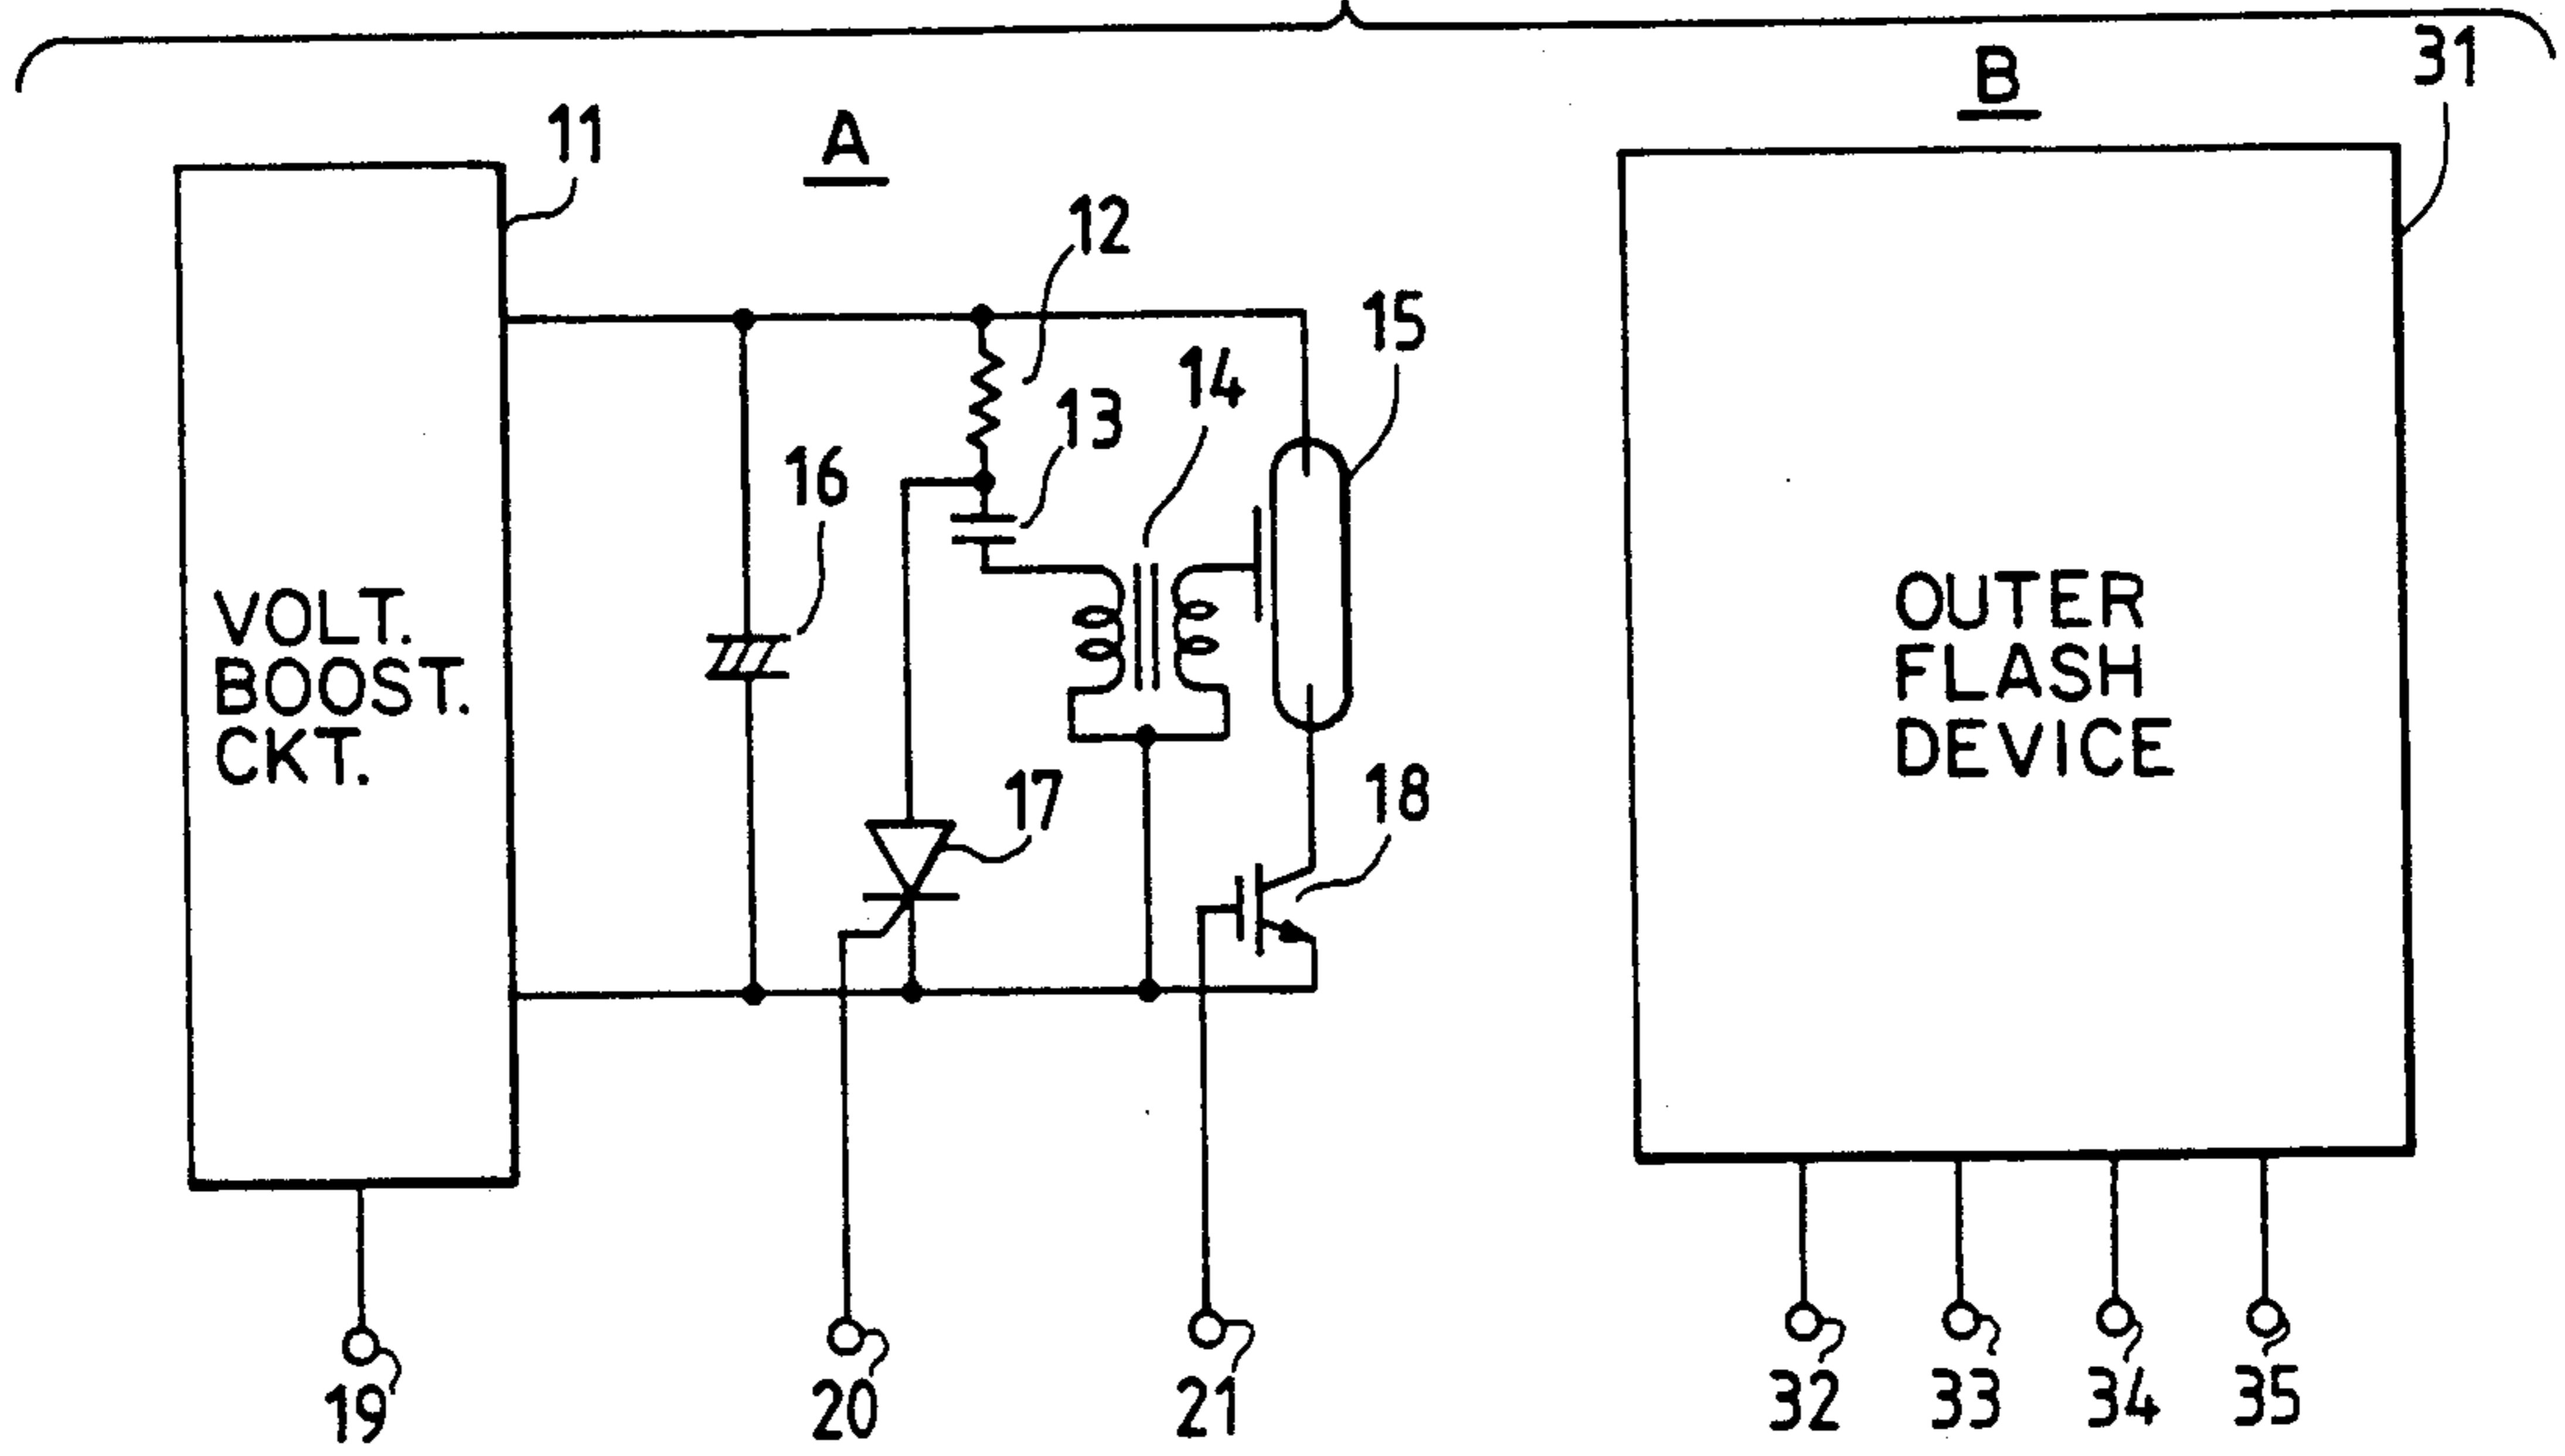 A
B
31
11
12
15
14
13
16
VOLT.
BOOST.
CKT.
OUTER
FLASH
DEVICE
17
18
19
20
21
32
33
34
35